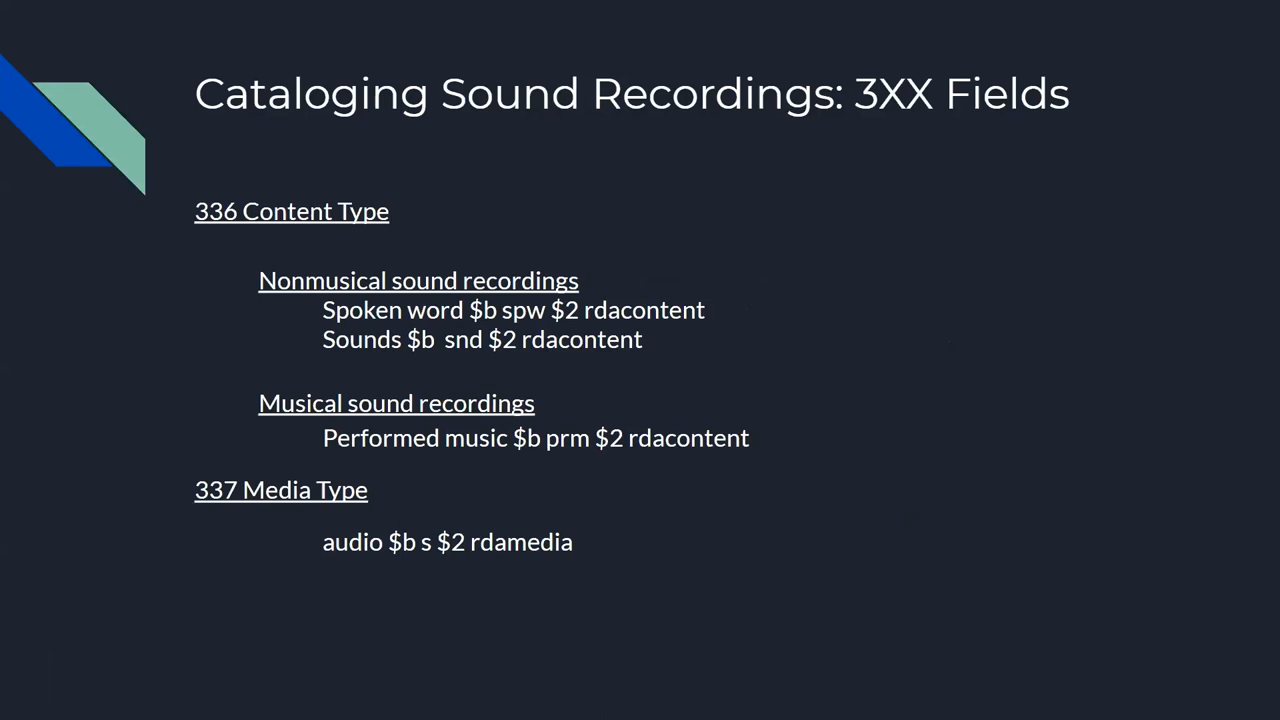 Cataloging Sound Recordings: 3XX Fields
336 Content Type
Nonmusical sound recordings
Spoken word $b spw $2 rdacontent
Sounds $b  snd $2 rdacontent
Musical sound recordings
Performed music $b prm $2 rdacontent
337 Media Type
audio $b s $2 rdamedia